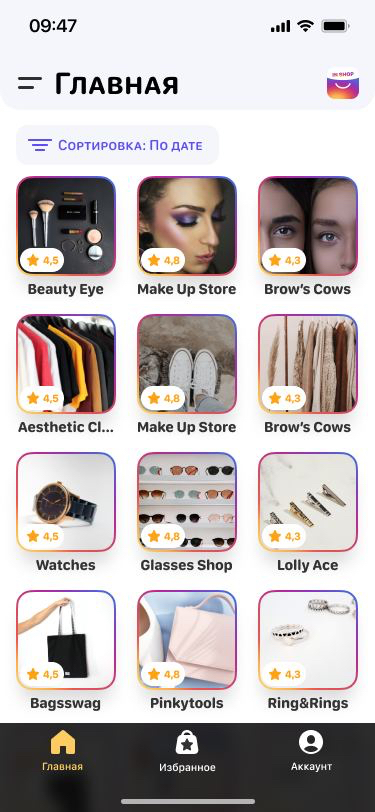 09:47
Главная
IN SHOP
Сортировка: По дате
4,5 4,8 4,3
Beauty Eye Make Up Store Brow’s Cows
4,5 4,8 4,3
Aesthetic Cl... Make Up Store Brow’s Cows
4,5 4,8 4,3
Watches Glasses Shop Lolly Ace
4,5 4,8 4,3
Bagsswag Pinkytools Ring&Rings
Главная Избранное Аккаунт